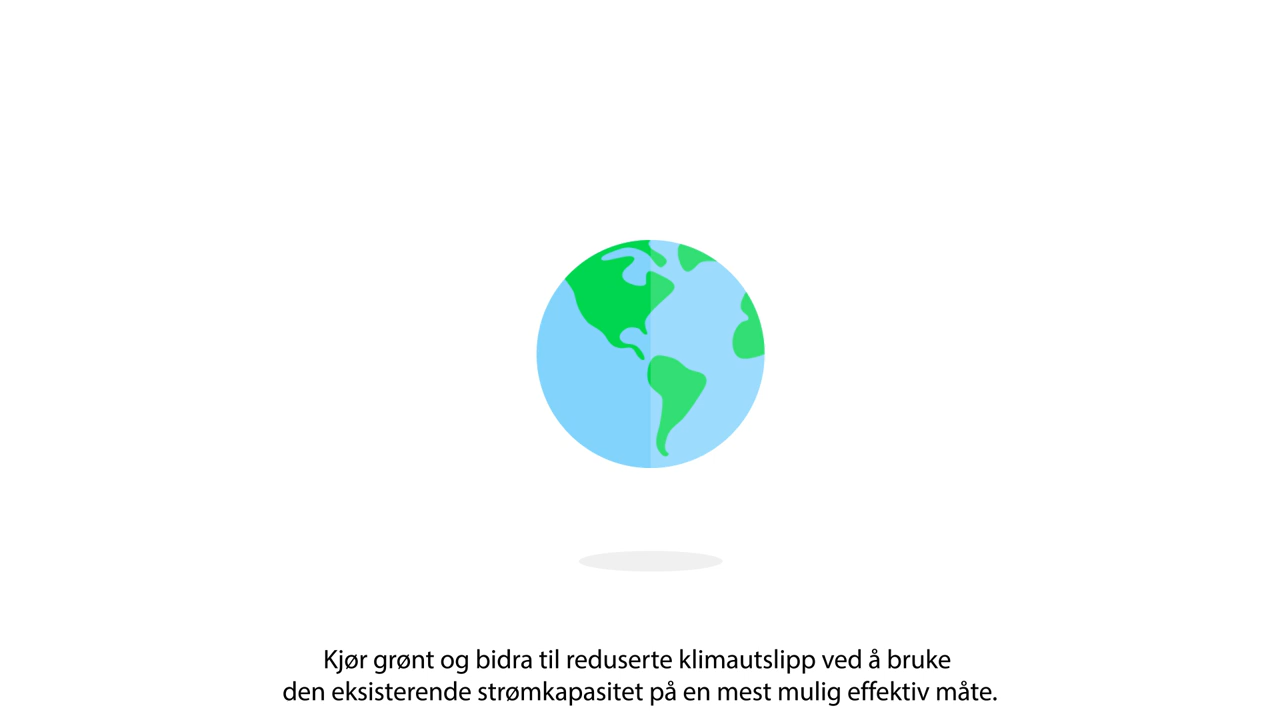 Kjør grønt og bidra til reduserte klimautslipp ved å bruke
den eksisterende strømkapasitet på en mest mulig effektiv måte.